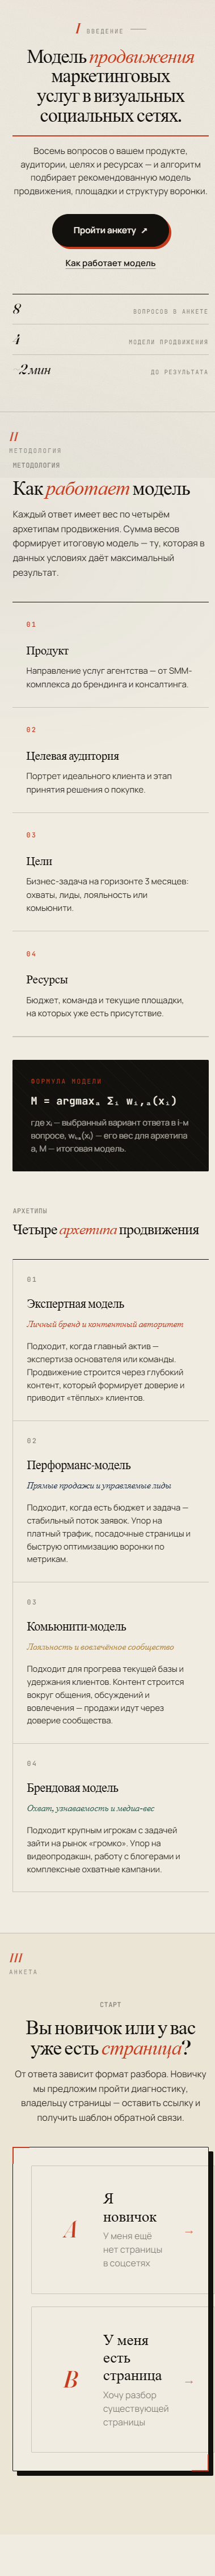 I ВВЕДЕНИЕ
Модель продвижения
маркетинговых
услуг в визуальных
социальных сетях.
Восемь вопросов о вашем продукте,
аудитории, целях и ресурсах — и алгоритм
подбирает рекомендованную модель
продвижения, площадки и структуру воронки.
Пройти анкету ↗
Как работает модель
8 ВОПРОСОВ В АНКЕТЕ
4 МОДЕЛИ ПРОДВИЖЕНИЯ
~2 мин ДО РЕЗУЛЬТАТА
II
МЕТОДОЛОГИЯ
МЕТОДОЛОГИЯ
Как работает модель
Каждый ответ имеет вес по четырём
архетипам продвижения. Сумма весов
формирует итоговую модель — ту, которая в
данных условиях даёт максимальный
результат.
01
Продукт
Направление услуг агентства — от SMM-
комплекса до брендинга и консалтинга.
02
Целевая аудитория
Портрет идеального клиента и этап
принятия решения о покупке.
03
Цели
Бизнес-задача на горизонте 3 месяцев:
охваты, лиды, лояльность или
комьюнити.
04
Ресурсы
Бюджет, команда и текущие площадки,
на которых уже есть присутствие.
ФОРМУЛА МОДЕЛИ
M = argmaxₐ Σᵢ wᵢ,ₐ(xᵢ)
где xᵢ — выбранный вариант ответа в i-м
вопросе, wᵢ,ₐ(xᵢ) — его вес для архетипа
a, M — итоговая модель.
АРХЕТИПЫ
Четыре архетипа продвижения
01
Экспертная модель
Личный бренд и контентный авторитет
Подходит, когда главный актив —
экспертиза основателя или команды.
Продвижение строится через глубокий
контент, который формирует доверие и
приводит «тёплых» клиентов.
02
Перформанс-модель
Прямые продажи и управляемые лиды
Подходит, когда есть бюджет и задача —
стабильный поток заявок. Упор на
платный трафик, посадочные страницы и
быструю оптимизацию воронки по
метрикам.
03
Комьюнити-модель
Лояльность и вовлечённое сообщество
Подходит для прогрева текущей базы и
удержания клиентов. Контент строится
вокруг общения, обсуждений и
вовлечения — продажи идут через
доверие сообщества.
04
Брендовая модель
Охват, узнаваемость и медиа-вес
Подходит крупным игрокам с задачей
зайти на рынок «громко». Упор на
видеопродакшн, работу с блогерами и
комплексные охватные кампании.
III
АНКЕТА
СТАРТ
Вы новичок или у вас
уже есть страница?
От ответа зависит формат разбора. Новичку
мы предложим пройти диагностику,
владельцу страницы — оставить ссылку и
получить шаблон обратной связи.
A
Я
новичок
У меня ещё
нет страницы
в соцсетях
→
B
У меня
есть
страница
Хочу разбор
существующей
страницы
→